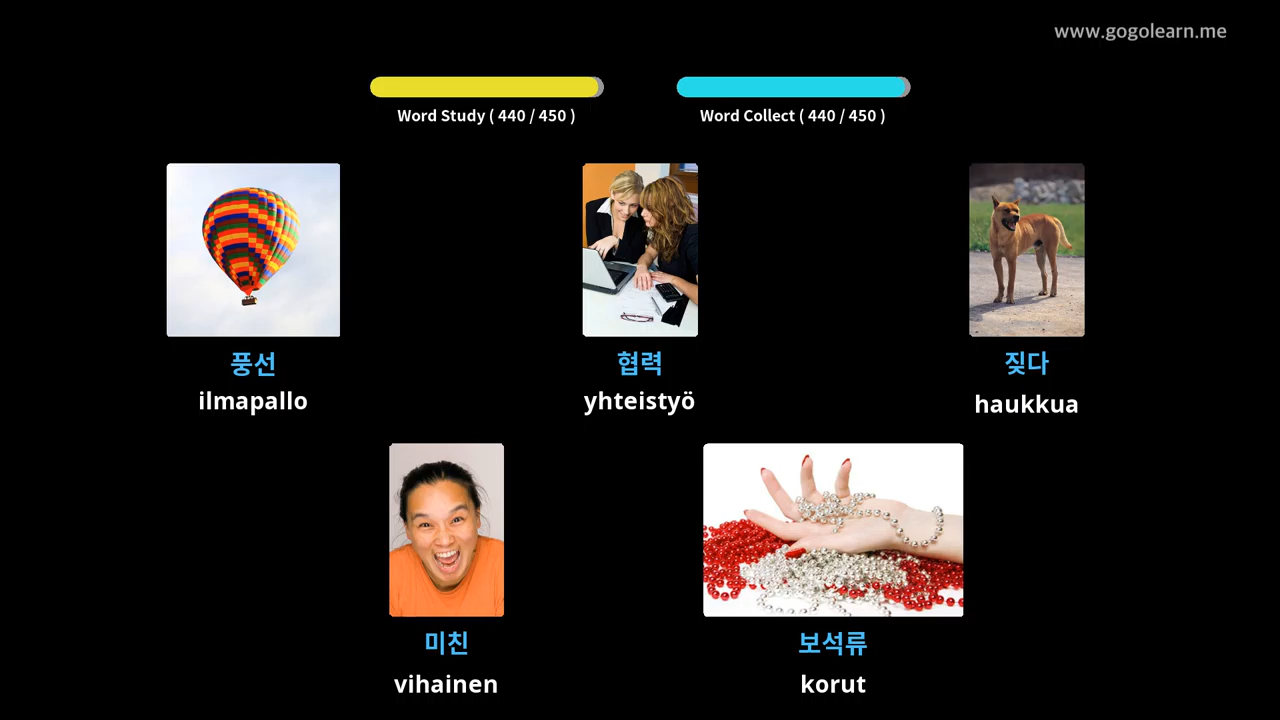 www.gogolearn.me
Word Study ( 440 / 450 )
Word Collect ( 440 / 450 )
풍선
협력
짖다
ilmapallo
yhteistyö
haukkua
미친
보석류
vihainen
korut